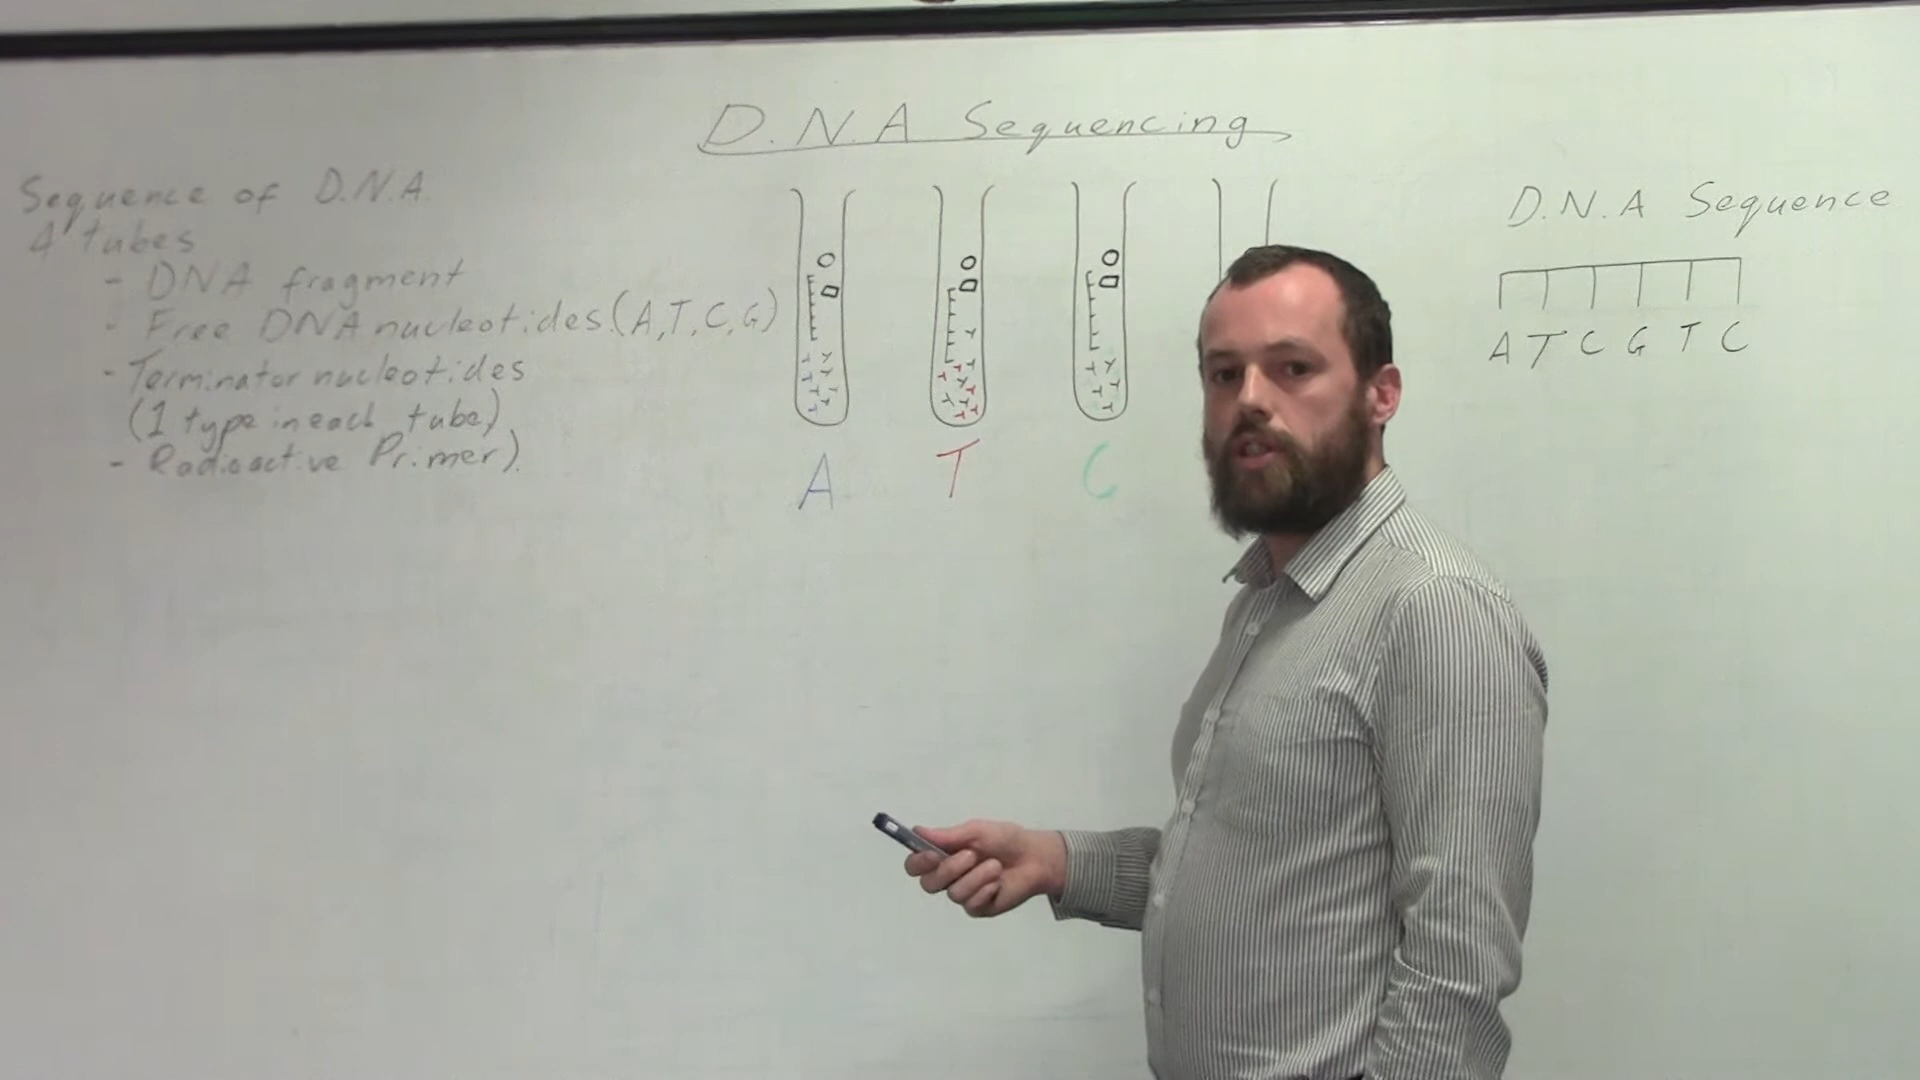 D.N.A Sequencing
Sequence of D.N.A.
4 tubes
- DNA fragment
- Free DNA nucleotides (A,T,C,G)
- Terminator nucleotides
(1 type in each tube)
- Radioactive Primer).
A T C
D.N.A Sequence
A T C G T C